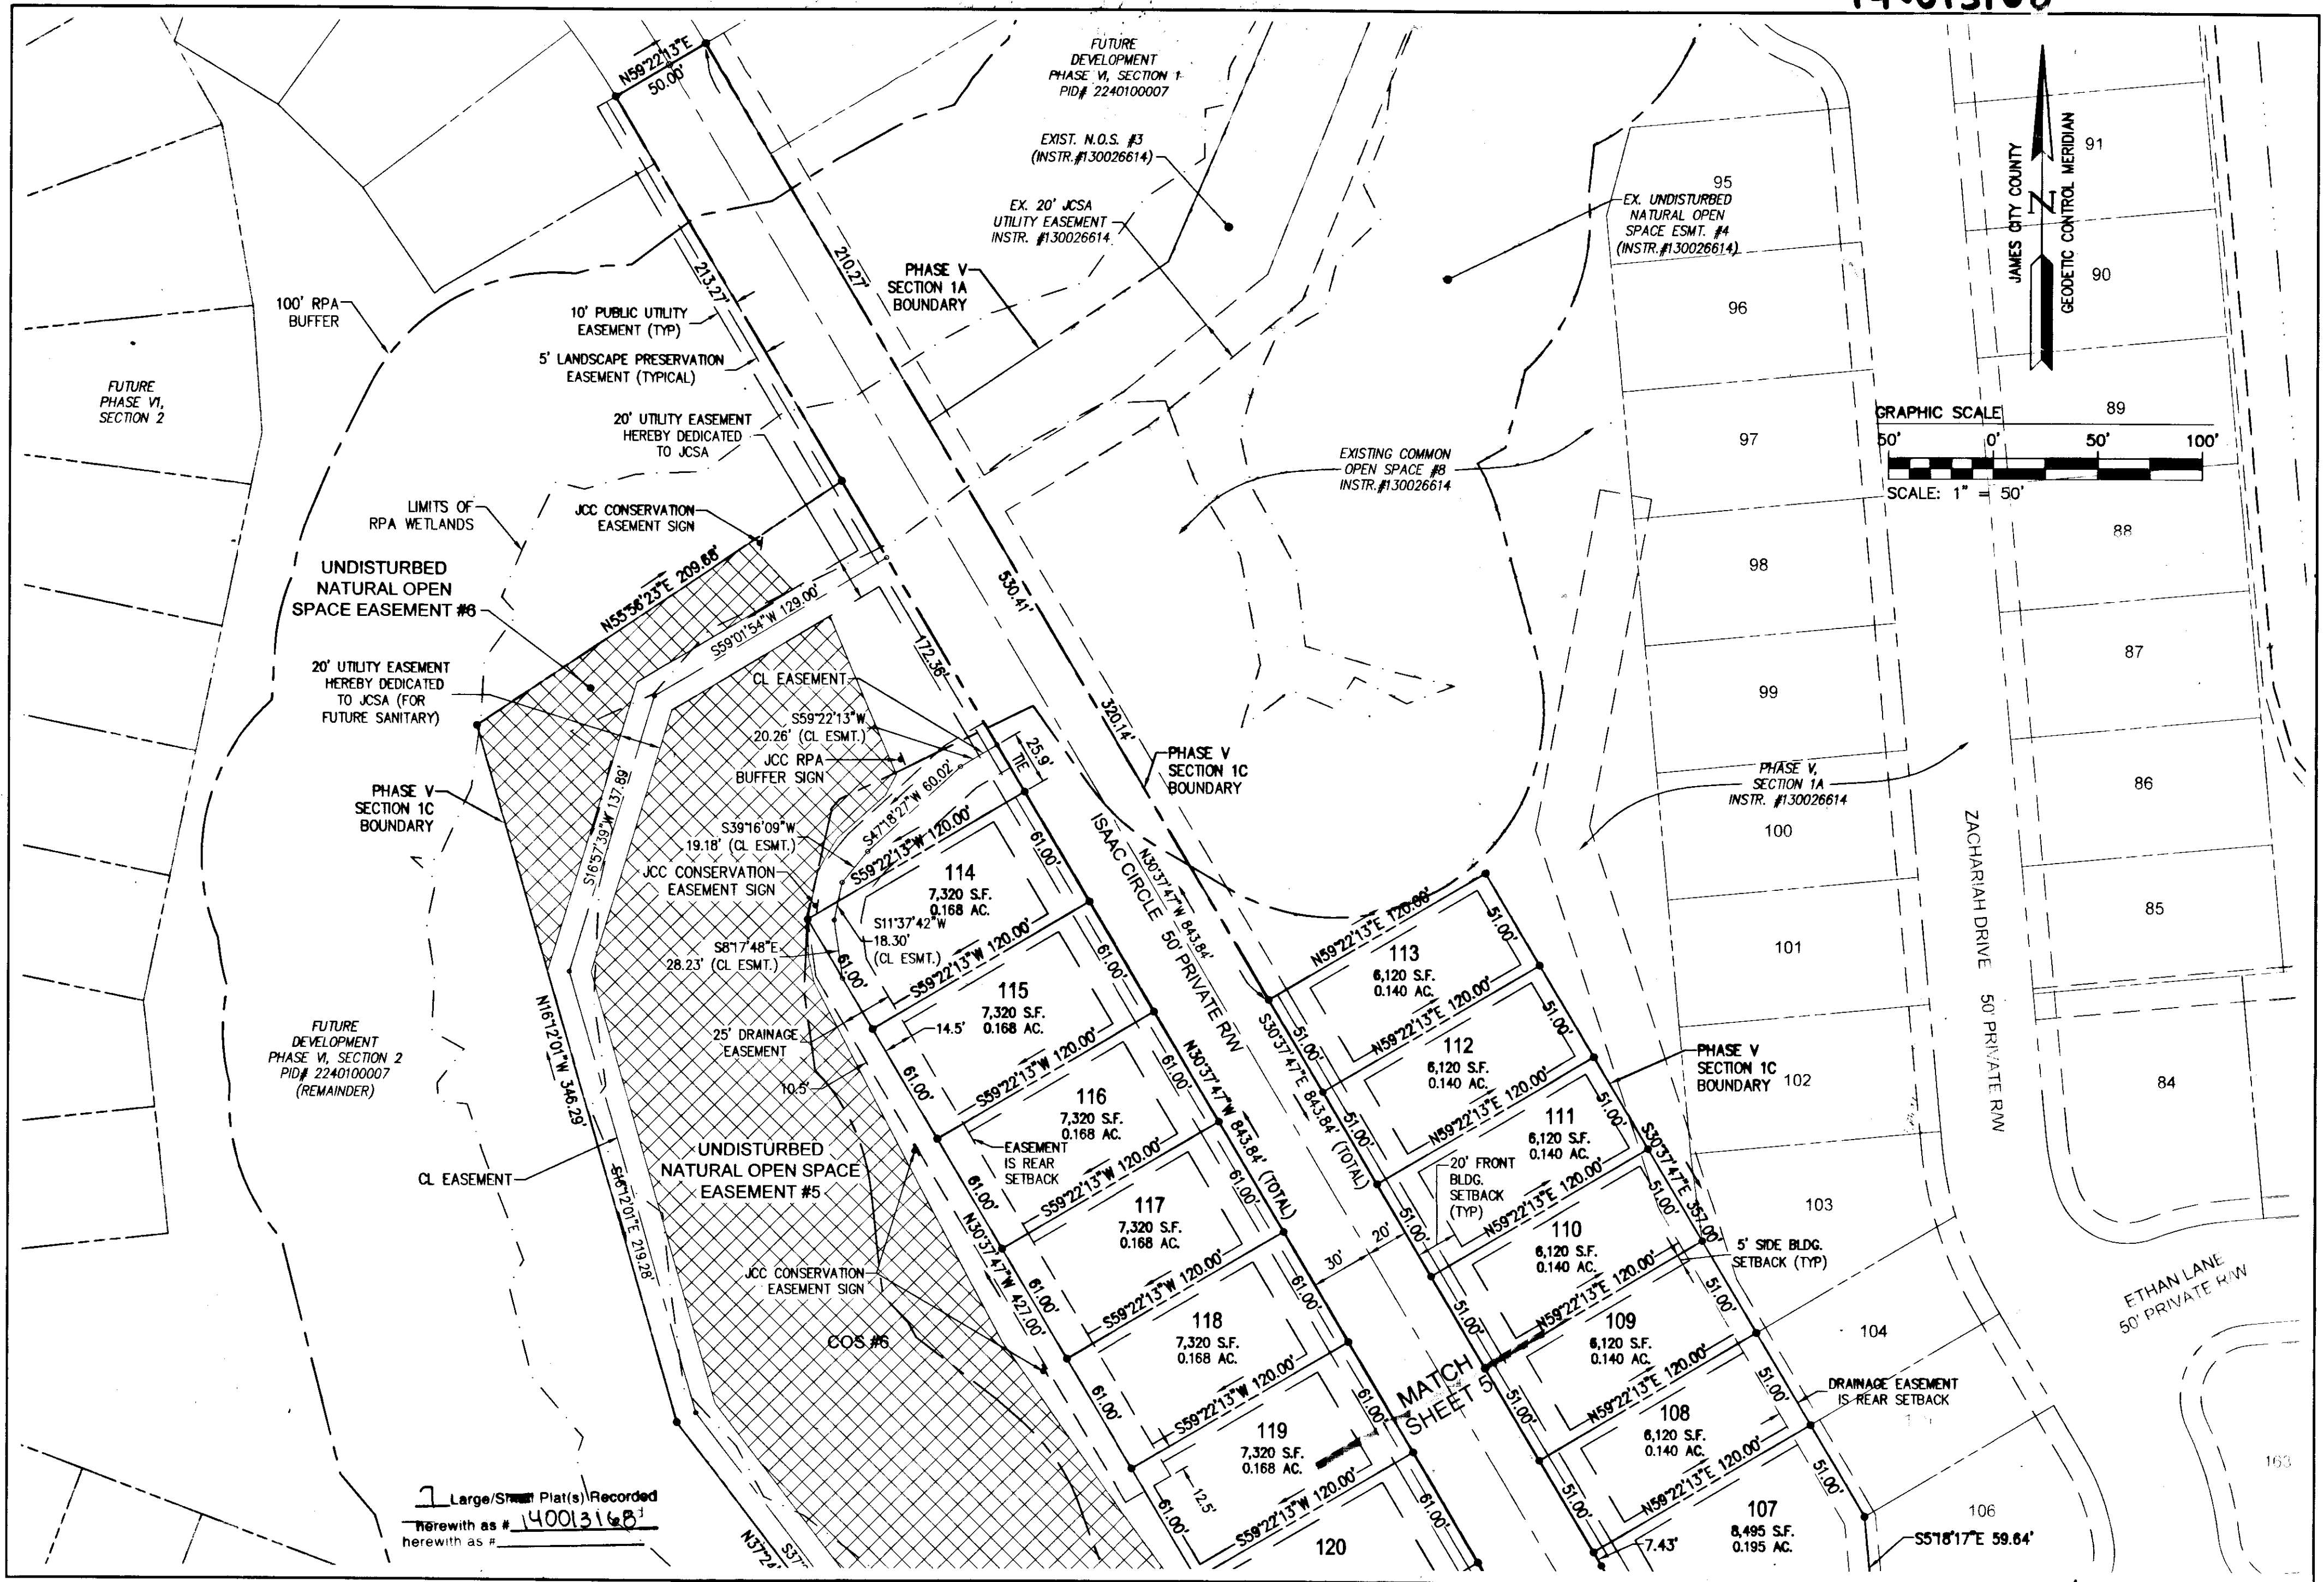 N59°22'13"E
50.00'
FUTURE
DEVELOPMENT
PHASE VI, SECTION 1
PID# 2240100007
EXIST. N.O.S. #3
(INSTR.#130026614)
EX. 20' JCSA
UTILITY EASEMENT
INSTR. #130026614
PHASE V
SECTION 1A
BOUNDARY
95
EX. UNDISTURBED
NATURAL OPEN
SPACE ESMT. #4
(INSTR.#130026614)
JAMES CITY COUNTY
N
GEODETIC CONTROL MERIDIAN
91
90
89
GRAPHIC SCALE
50' 0' 50' 100'
SCALE: 1" = 50'
100' RPA
BUFFER
FUTURE
PHASE VI,
SECTION 2
213.27'
210.27'
10' PUBLIC UTILITY
EASEMENT (TYP)
5' LANDSCAPE PRESERVATION
EASEMENT (TYPICAL)
20' UTILITY EASEMENT
HEREBY DEDICATED
TO JCSA
96
97
98
99
100
101
102
103
104
106
88
87
86
85
84
163
EXISTING COMMON
OPEN SPACE #8
INSTR.#130026614
LIMITS OF
RPA WETLANDS
JCC CONSERVATION
EASEMENT SIGN
UNDISTURBED
NATURAL OPEN
SPACE EASEMENT #6
N55°56'23"E 209.68'
S59°01'54"W 129.00'
172.36'
530.41'
320.14'
20' UTILITY EASEMENT
HEREBY DEDICATED
TO JCSA (FOR
FUTURE SANITARY)
CL EASEMENT
S59°22'13"W
20.26' (CL ESMT.)
25.9'
TIE
JCC RPA
BUFFER SIGN
S47°18'27"W 60.02'
PHASE V
SECTION 1C
BOUNDARY
PHASE V
SECTION 1C
BOUNDARY
PHASE V,
SECTION 1A
INSTR. #130026614
S16°57'39"W 137.89'
S39°16'09"W
19.18' (CL ESMT.)
JCC CONSERVATION
EASEMENT SIGN
S11°37'42"W
18.30'
(CL ESMT.)
S8°17'48"E
28.23' (CL ESMT.)
ISAAC CIRCLE 50' PRIVATE R/W
N30°37'47"W 843.84'
ZACHARIAH DRIVE 50' PRIVATE R/W
S59°22'13"W 120.00'
61.00'
114
7,320 S.F.
0.168 AC.
61.00'
S59°22'13"W 120.00'
61.00'
115
7,320 S.F.
0.168 AC.
14.5'
61.00'
25' DRAINAGE
EASEMENT
10.5'
S59°22'13"W 120.00'
61.00'
116
7,320 S.F.
0.168 AC.
N30°37'47"W 843.84' (TOTAL)
61.00'
EASEMENT
IS REAR
SETBACK
S59°22'13"W 120.00'
61.00'
117
7,320 S.F.
0.168 AC.
61.00'
S59°22'13"W 120.00'
61.00'
118
7,320 S.F.
0.168 AC.
61.00'
S59°22'13"W 120.00'
61.00'
119
7,320 S.F.
0.168 AC.
12.5'
61.00'
S59°22'13"W 120.00'
61.00'
120
N59°22'13"E 120.00'
51.00'
113
6,120 S.F.
0.140 AC.
S30°37'47"E 843.84' (TOTAL)
51.00'
N59°22'13"E 120.00'
51.00'
112
6,120 S.F.
0.140 AC.
51.00'
PHASE V
SECTION 1C
BOUNDARY
N59°22'13"E 120.00'
51.00'
111
6,120 S.F.
0.140 AC.
51.00'
S30°37'47"E 357.00'
20' FRONT
BLDG.
SETBACK
(TYP)
N59°22'13"E 120.00'
51.00'
110
6,120 S.F.
0.140 AC.
51.00'
5' SIDE BLDG.
SETBACK (TYP)
30'
20'
N59°22'13"E 120.00'
51.00'
109
6,120 S.F.
0.140 AC.
51.00'
N59°22'13"E 120.00'
51.00'
108
6,120 S.F.
0.140 AC.
51.00'
DRAINAGE EASEMENT
IS REAR SETBACK
N59°22'13"E 120.00'
51.00'
107
8,495 S.F.
0.195 AC.
7.43'
S5°18'17"E 59.64'
MATCH
SHEET 5
ETHAN LANE
50' PRIVATE R/W
FUTURE
DEVELOPMENT
PHASE VI, SECTION 2
PID# 2240100007
(REMAINDER)
N16°12'01"W 346.29'
CL EASEMENT
S16°12'01"E 219.28'
UNDISTURBED
NATURAL OPEN SPACE
EASEMENT #5
JCC CONSERVATION
EASEMENT SIGN
N30°37'47"W 427.00'
COS #6
N37°24'
S37°
Large/Small Plat(s) Recorded
herewith as # 140013168
herewith as #